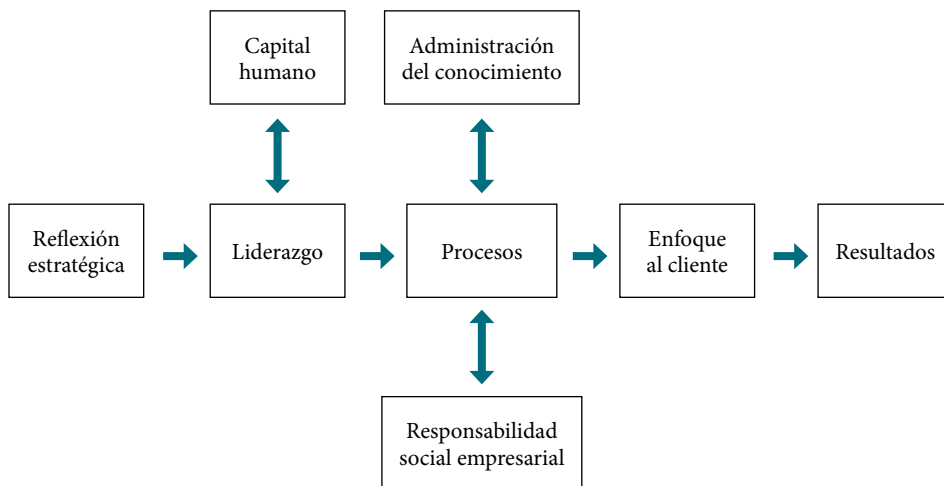 Capital
humano
Administración
del conocimiento
Reflexión
estratégica
Liderazgo
Procesos
Enfoque
al cliente
Resultados
Responsabilidad
social empresarial